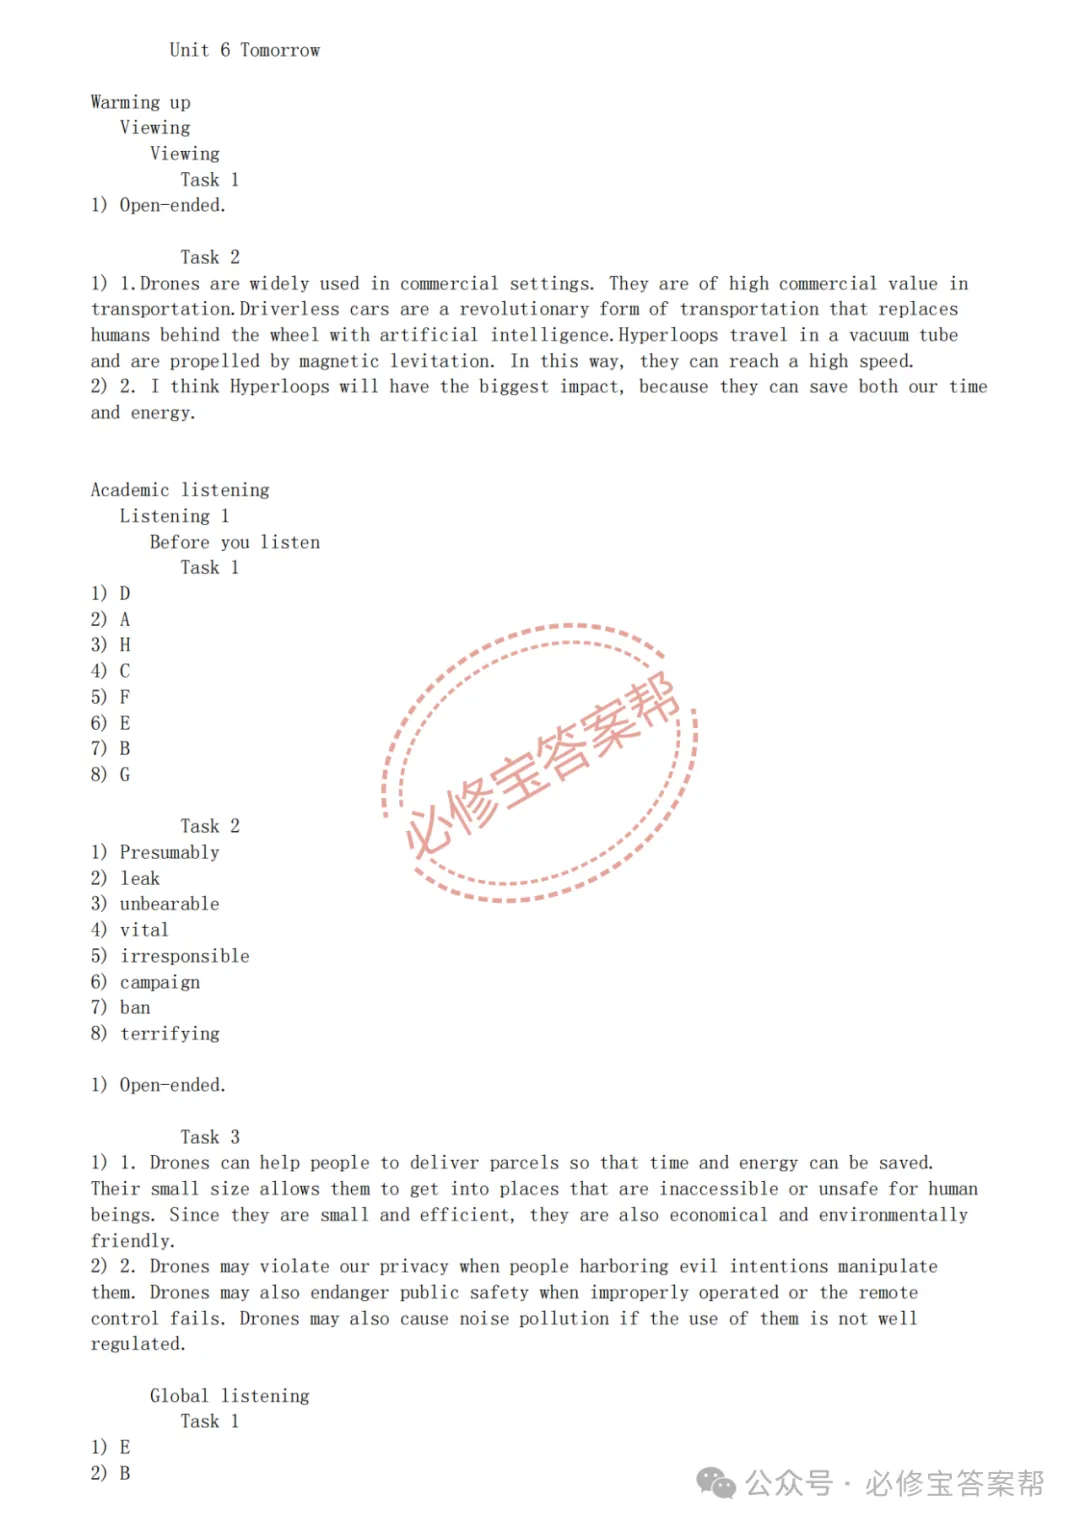 Unit 6 Tomorrow
Warming up
Viewing
Viewing
Task 1
1) Open-ended.
Task 2
1) 1.Drones are widely used in commercial settings. They are of high commercial value in
transportation.Driverless cars are a revolutionary form of transportation that replaces
humans behind the wheel with artificial intelligence.Hyperloops travel in a vacuum tube
and are propelled by magnetic levitation. In this way, they can reach a high speed.
2) 2. I think Hyperloops will have the biggest impact, because they can save both our time
and energy.
Academic listening
Listening 1
Before you listen
Task 1
1) D
2) A
3) H
4) C
5) F
6) E
7) B
8) G
必修宝答案帮
Task 2
1) Presumably
2) leak
3) unbearable
4) vital
5) irresponsible
6) campaign
7) ban
8) terrifying
1) Open-ended.
Task 3
1) 1. Drones can help people to deliver parcels so that time and energy can be saved.
Their small size allows them to get into places that are inaccessible or unsafe for human
beings. Since they are small and efficient, they are also economical and environmentally
friendly.
2) 2. Drones may violate our privacy when people harboring evil intentions manipulate
them. Drones may also endanger public safety when improperly operated or the remote
control fails. Drones may also cause noise pollution if the use of them is not well
regulated.
Global listening
Task 1
1) E
2) B
公众号·必修宝答案帮